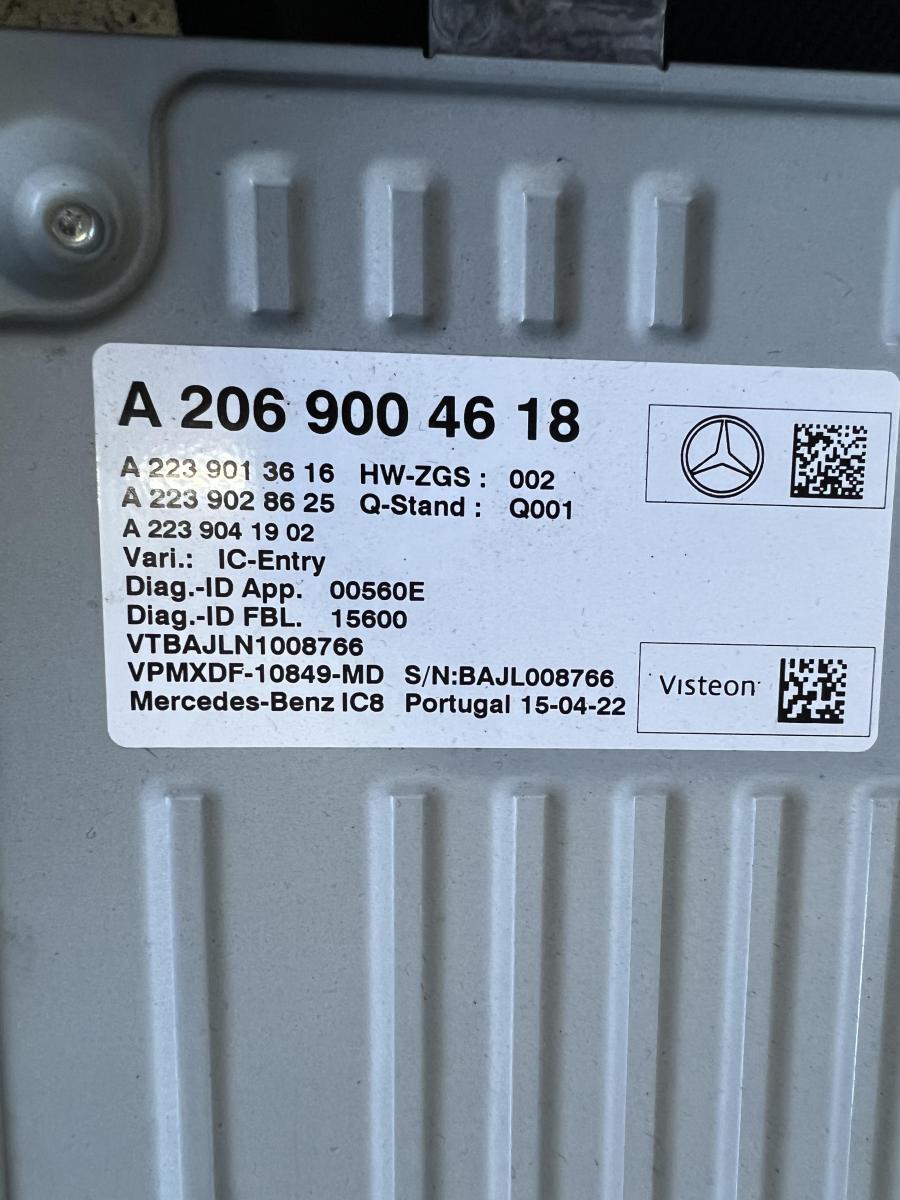 A 206 900 46 18
A 223 901 36 16 HW-ZGS : 002
A 223 902 86 25 Q-Stand : Q001
A 223 904 19 02
Vari.: IC-Entry
Diag.-ID App. 00560E
Diag.-ID FBL. 15600
VTBAJLN1008766
VPMXDF-10849-MD S/N:BAJL008766
Mercedes-Benz IC8 Portugal 15-04-22
Visteon